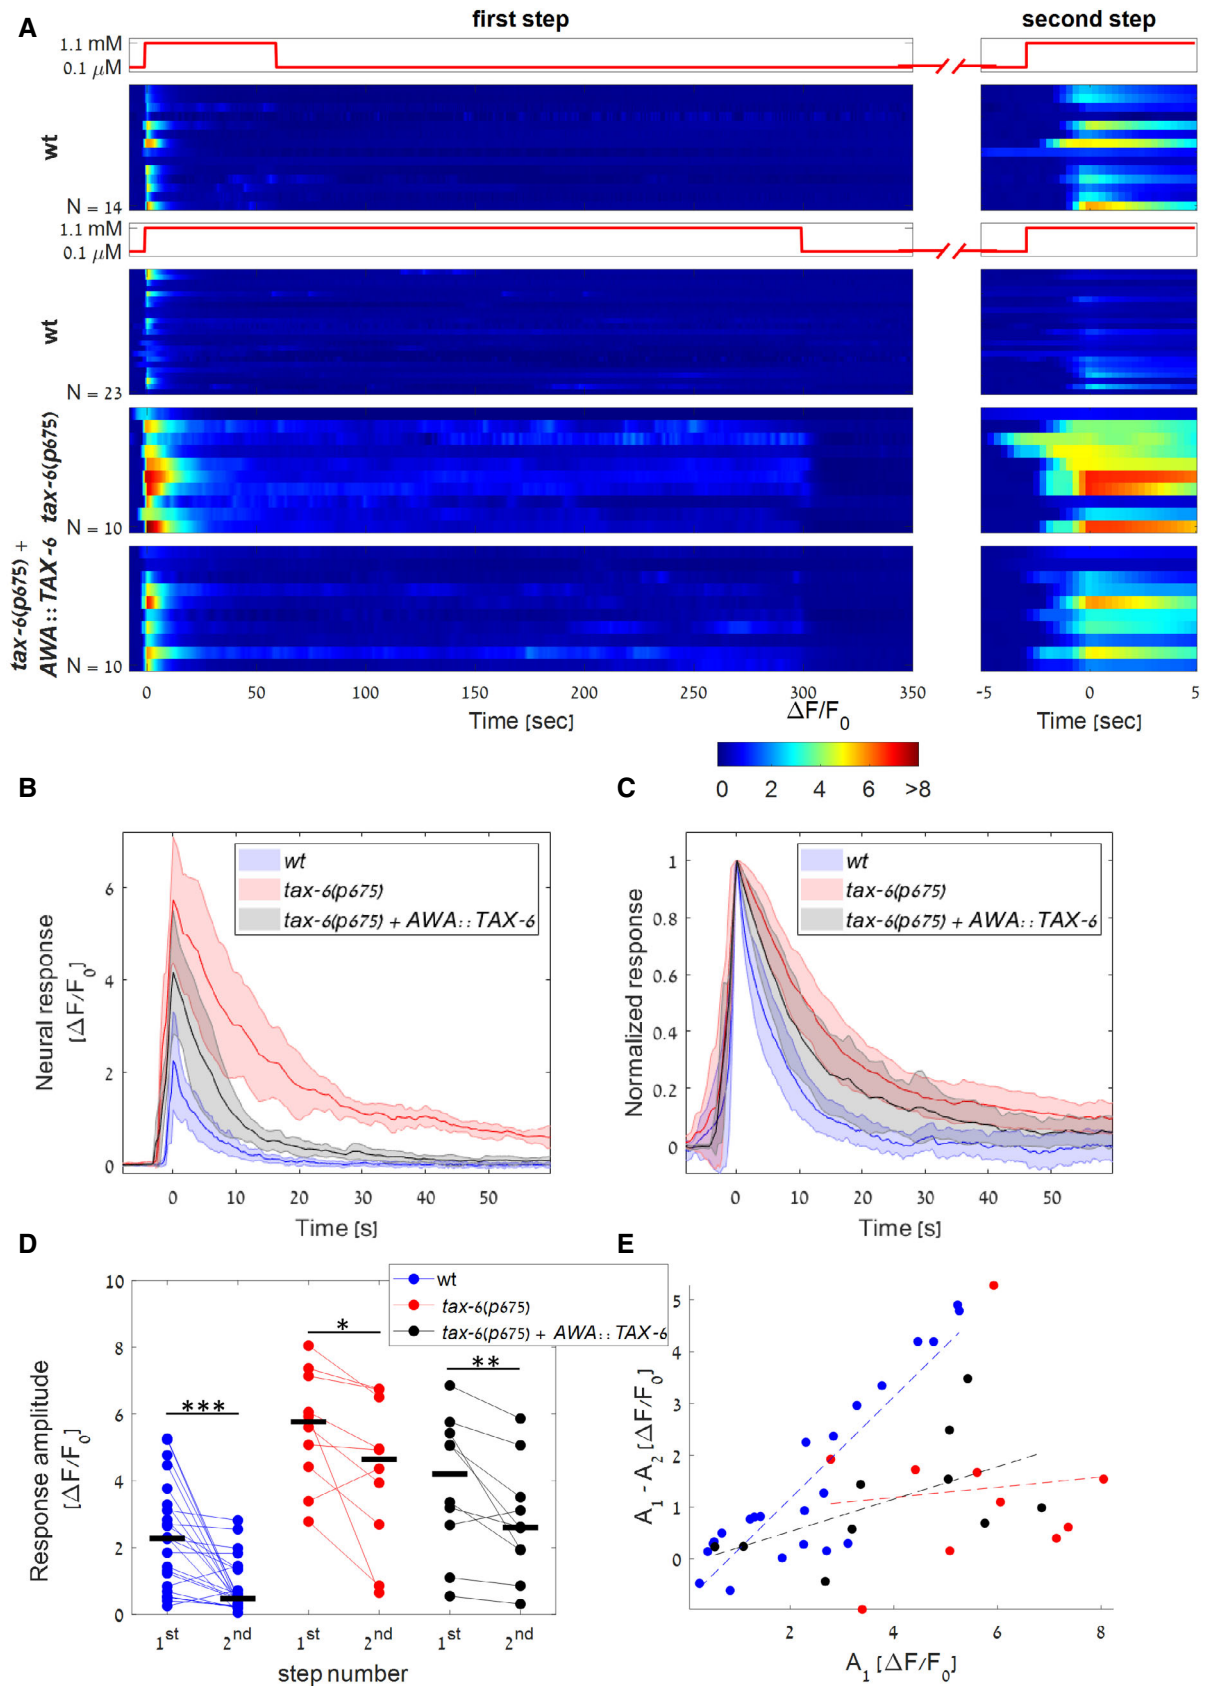 A
first step
second step
1.1 mM
0.1 μM
wt
N = 14
1.1 mM
0.1 μM
wt
N = 23
tax-6(p675)
N = 10
tax-6(p675) +
AWA:: TAX-6
N = 10
0 50 100 150 200 250 300 350
Time [sec]
-5 0 5
Time [sec]
ΔF/F0
0 2 4 6 >8
B
wt
tax-6(p675)
tax-6(p675) + AWA:: TAX-6
6
4
2
0
Neural response
[ΔF/F0]
0 10 20 30 40 50
Time [s]
C
wt
tax-6(p675)
tax-6(p675) + AWA:: TAX-6
1
0.8
0.6
0.4
0.2
0
Normalized response
0 10 20 30 40 50
Time [s]
D
wt
tax-6(p675)
tax-6(p675) + AWA:: TAX-6
10
8
6
4
2
0
Response amplitude
[ΔF/F0]
***
*
**
1st 2nd 1st 2nd 1st 2nd
step number
E
5
4
3
2
1
0
A1 - A2 [ΔF/F0]
2 4 6 8
A1 [ΔF/F0]